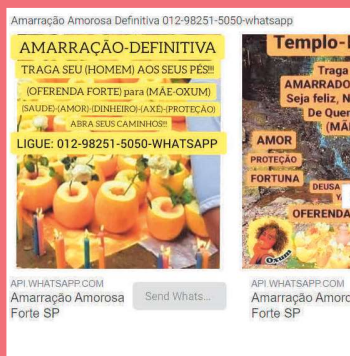 Amarração Amorosa Definitiva 012-98251-5050-whatsapp
AMARRAÇÃO-DEFINITIVA
TRAGA SEU (HOMEM) AOS SEUS PÉS!!!
(OFERENDA FORTE) para (MÃE-OXUM)
(SAUDE)-(AMOR)-(DINHEIRO)-(AXÉ)-(PROTEÇÃO)
ABRA SEUS CAMINHOS!!!
LIGUE: 012-98251-5050-WHATSAPP
API.WHATSAPP.COM
Amarração Amorosa
Forte SP
Send Whats...
Templo-
Traga
AMARRADO
Seja feliz, N
De Quer
(MÃ
AMOR
PROTEÇÃO
FORTUNA
DEUSA
OFERENDA
Oxum
API.WHATSAPP.COM
Amarração Amoro
Forte SP